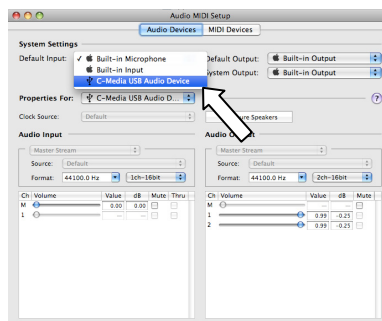 Audio MIDI Setup
Audio Devices MIDI Devices
System Settings
Default Input: ✓ Built-in Microphone
Built-in Input
C-Media USB Audio Device
Default Output: Built-in Output
System Output: Built-in Output
Properties For: C-Media USB Audio D... ?
Clock Source: Default
Speakers
Audio Input
Master Stream
Source: Default
Format: 44100.0 Hz 1ch-16bit
Ch Volume Value dB Mute Thru
M 0.00 0.00
1 -- --
Audio
Master Stream
Source: Default
Format: 44100.0 Hz 2ch-16bit
Ch Volume Value dB Mute
M -- --
1 0.99 -0.25
2 0.99 -0.25